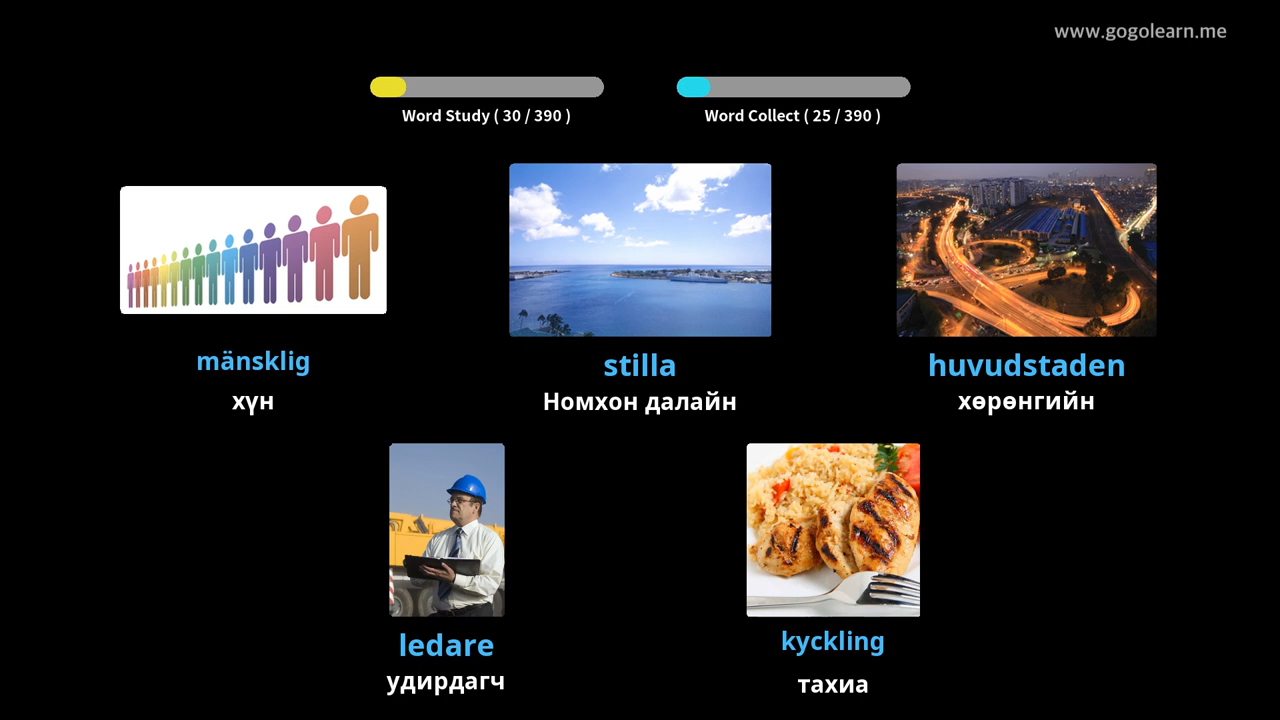 www.gogolearn.me
Word Study ( 30 / 390 )
Word Collect ( 25 / 390 )
mänsklig
хүн
stilla
Номхон далайн
huvudstaden
хөрөнгийн
ledare
удирдагч
kyckling
тахиа